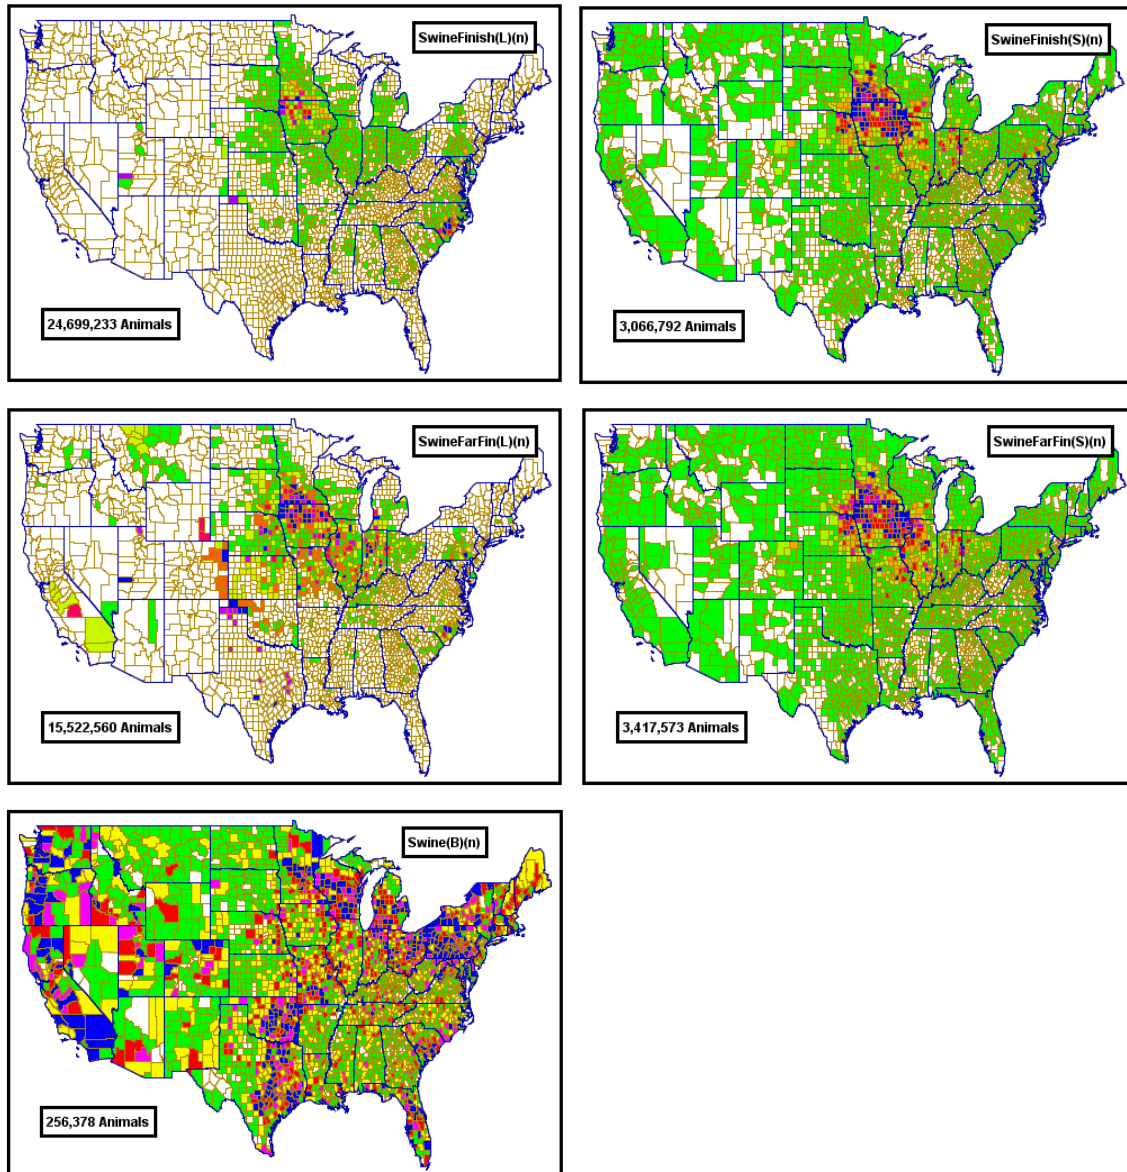 SwineFinish(L)(n)
24,699,233 Animals
SwineFinish(S)(n)
3,066,792 Animals
SwineFarFin(L)(n)
15,522,560 Animals
SwineFarFin(S)(n)
3,417,573 Animals
Swine(B)(n)
256,378 Animals